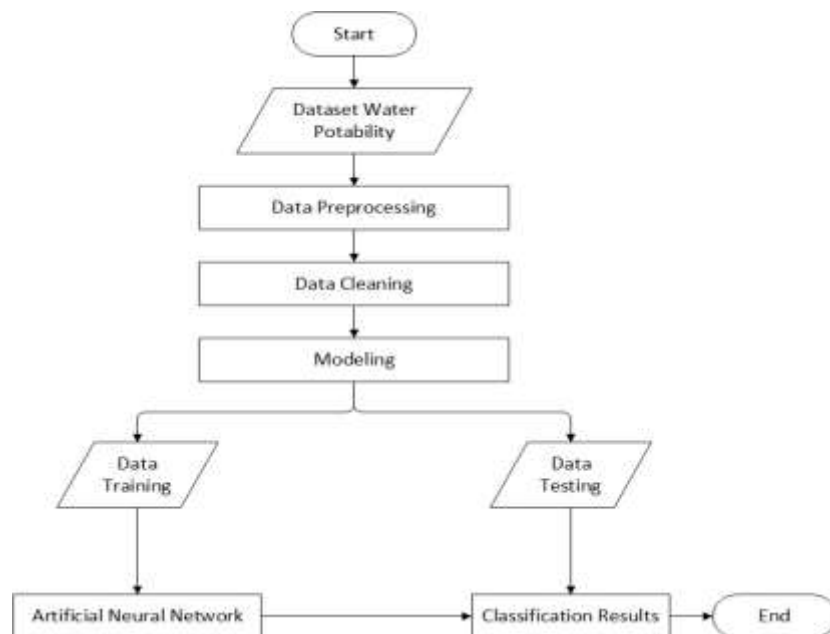 Start
Dataset Water
Potability
Data Preprocessing
Data Cleaning
Modeling
Data
Training
Data
Testing
Artificial Neural Network
Classification Results
End